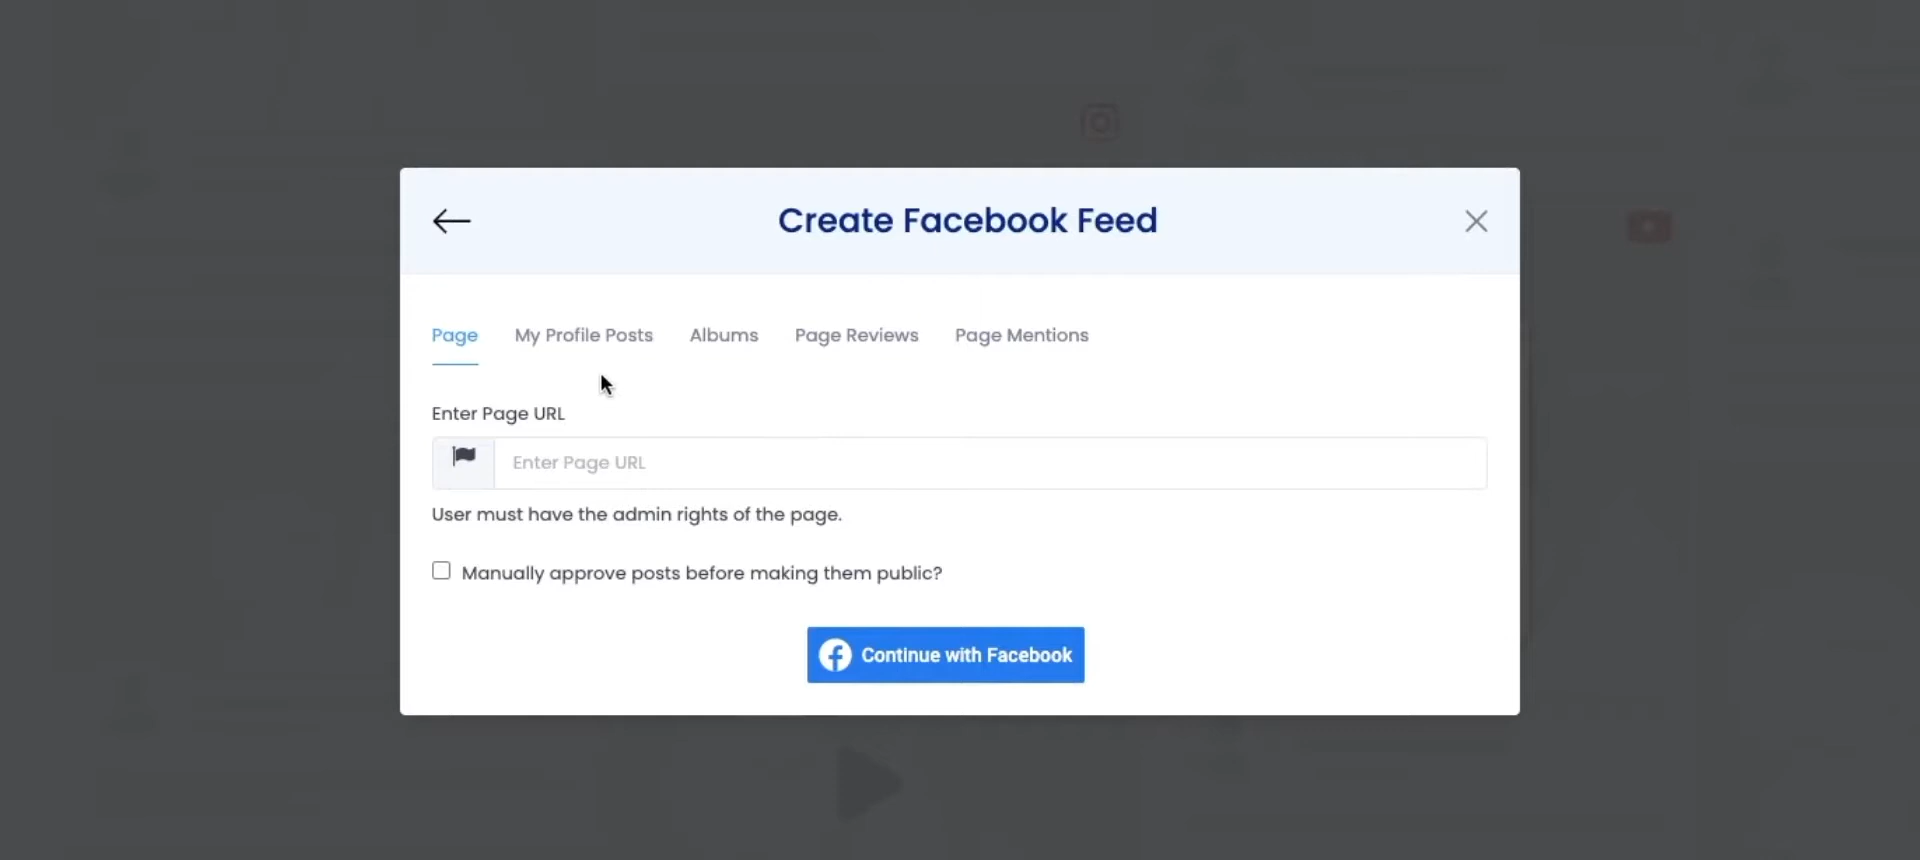 Create Facebook Feed
Page My Profile Posts Albums Page Reviews Page Mentions
Enter Page URL
Enter Page URL
User must have the admin rights of the page.
Manually approve posts before making them public?
Continue with Facebook